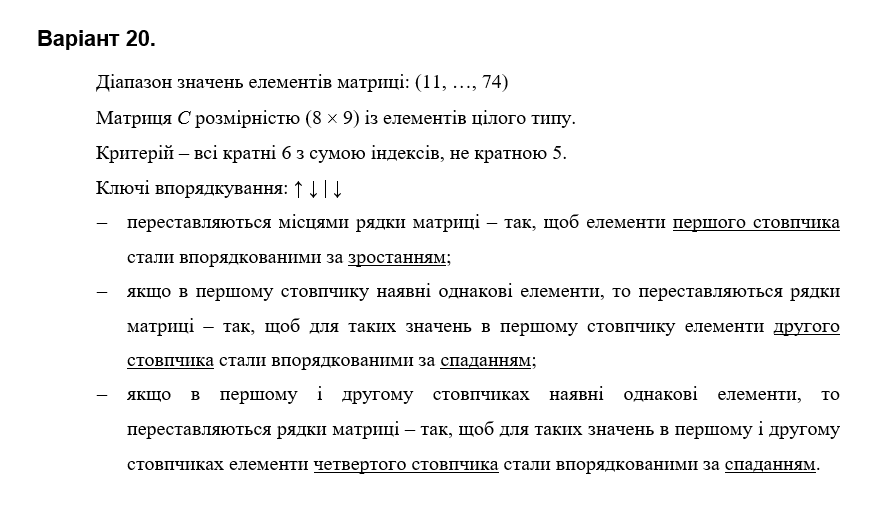 Варіант 20.
Діапазон значень елементів матриці: (11, …, 74)
Матриця C розмірністю (8 × 9) із елементів цілого типу.
Критерій – всі кратні 6 з сумою індексів, не кратною 5.
Ключі впорядкування: ↑ ↓ | ↓
– переставляються місцями рядки матриці – так, щоб елементи першого стовпчика
стали впорядкованими за зростанням;
– якщо в першому стовпчику наявні однакові елементи, то переставляються рядки
матриці – так, щоб для таких значень в першому стовпчику елементи другого
стовпчика стали впорядкованими за спаданням;
– якщо в першому і другому стовпчиках наявні однакові елементи, то
переставляються рядки матриці – так, щоб для таких значень в першому і другому
стовпчиках елементи четвертого стовпчика стали впорядкованими за спаданням.